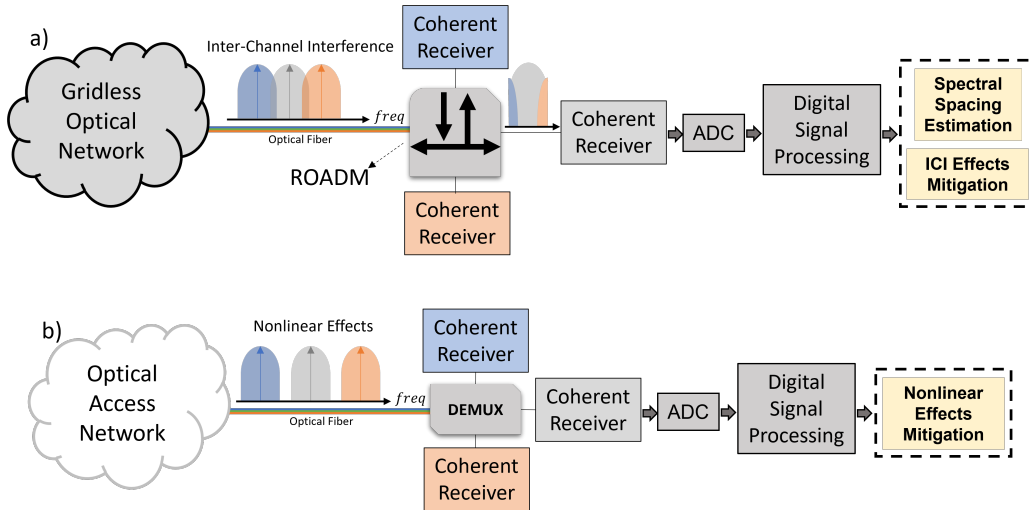 a)
Gridless
Optical
Network
Inter-Channel Interference
freq
Optical Fiber
ROADM
Coherent
Receiver
Coherent
Receiver
Coherent
Receiver
ADC
Digital
Signal
Processing
Spectral
Spacing
Estimation
ICI Effects
Mitigation
b)
Optical
Access
Network
Nonlinear Effects
freq
Optical Fiber
Coherent
Receiver
DEMUX
Coherent
Receiver
Coherent
Receiver
ADC
Digital
Signal
Processing
Nonlinear
Effects
Mitigation